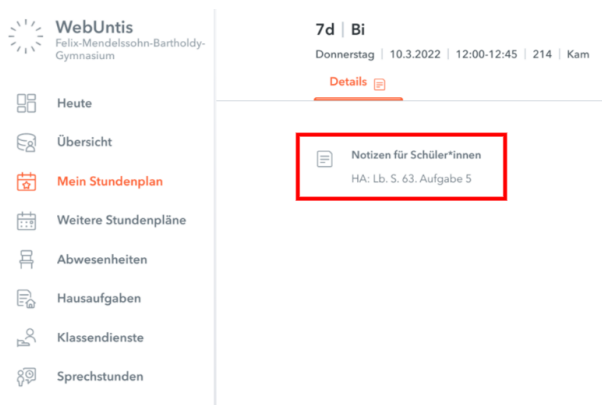 WebUntis
Felix-Mendelssohn-Bartholdy-
Gymnasium
Heute
Übersicht
Mein Stundenplan
Weitere Stundenpläne
Abwesenheiten
Hausaufgaben
Klassendienste
Sprechstunden
7d | Bi
Donnerstag | 10.3.2022 | 12:00-12:45 | 214 | Kam
Details
Notizen für Schüler*innen
HA: Lb. S. 63. Aufgabe 5